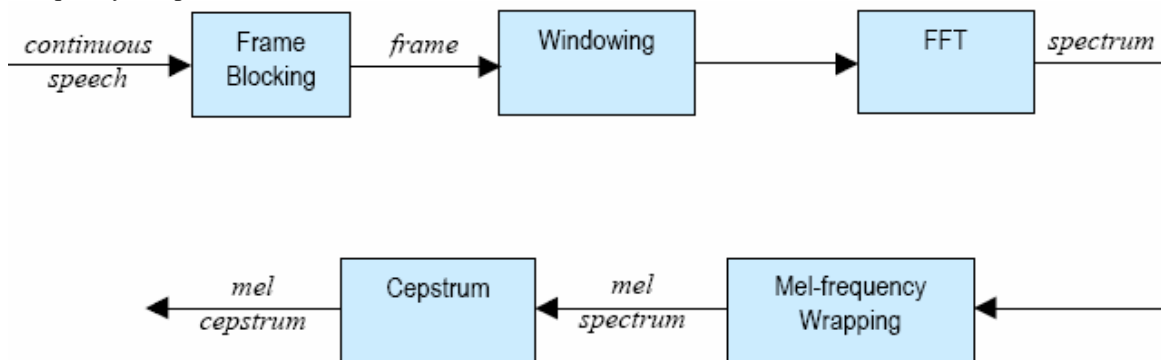 continuous
speech
Frame
Blocking
frame
Windowing
FFT
spectrum
mel
cepstrum
Cepstrum
mel
spectrum
Mel-frequency
Wrapping